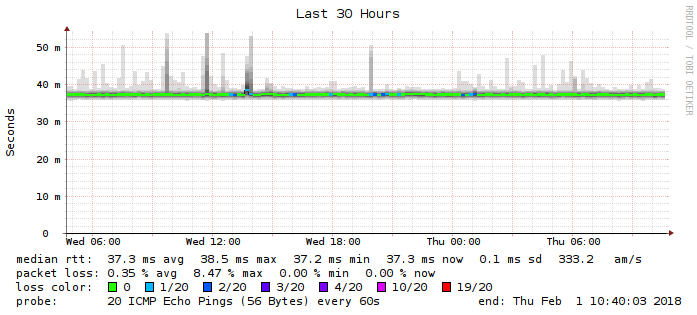 Last 30 Hours
RRDTOOL / TOBI OETIKER
Seconds
50 m
40 m
30 m
20 m
10 m
0
Wed 06:00 Wed 12:00 Wed 18:00 Thu 00:00 Thu 06:00
median rtt: 37.3 ms avg 38.5 ms max 37.2 ms min 37.3 ms now 0.1 ms sd 333.2 am/s
packet loss: 0.35 % avg 8.47 % max 0.00 % min 0.00 % now
loss color: 0 1/20 2/20 3/20 4/20 10/20 19/20
probe: 20 ICMP Echo Pings (56 Bytes) every 60s end: Thu Feb 1 10:40:03 2018